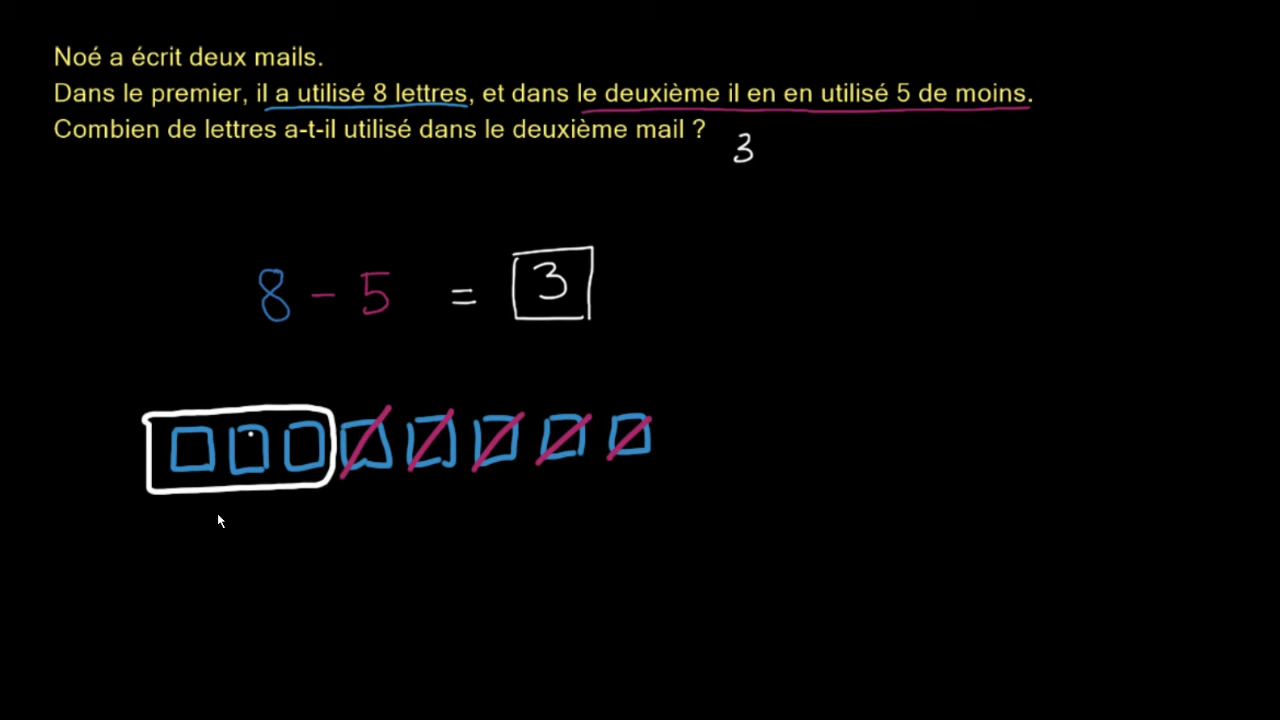 Noé a écrit deux mails.
Dans le premier, il a utilisé 8 lettres, et dans le deuxième il en en utilisé 5 de moins.
Combien de lettres a-t-il utilisé dans le deuxième mail ?
3
8 - 5 = 3